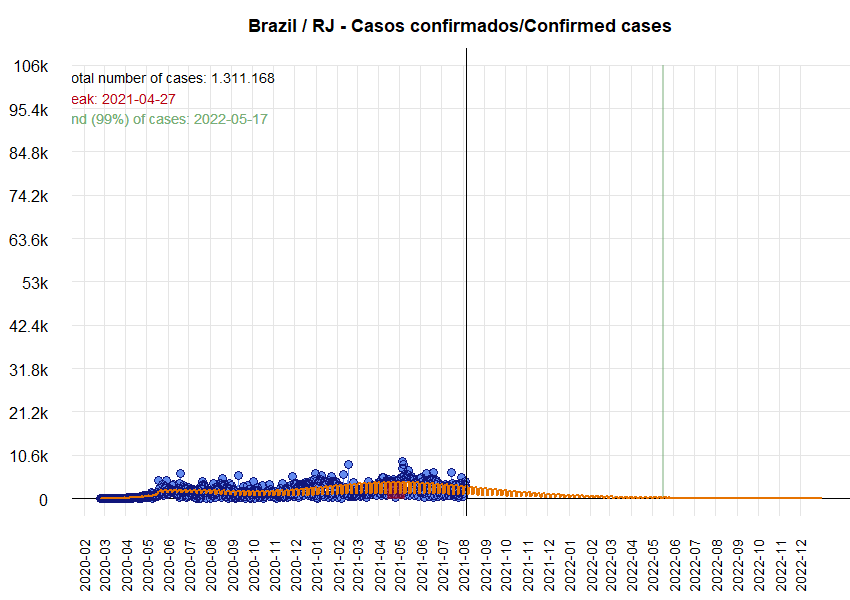 Brazil / RJ - Casos confirmados/Confirmed cases
106k
95.4k
84.8k
74.2k
63.6k
53k
42.4k
31.8k
21.2k
10.6k
0
otal number of cases: 1.311.168
eak: 2021-04-27
nd (99%) of cases: 2022-05-17
2020-02
2020-03
2020-04
2020-05
2020-06
2020-07
2020-08
2020-09
2020-10
2020-11
2020-12
2021-01
2021-02
2021-03
2021-04
2021-05
2021-06
2021-07
2021-08
2021-09
2021-10
2021-11
2021-12
2022-01
2022-02
2022-03
2022-04
2022-05
2022-06
2022-07
2022-08
2022-09
2022-10
2022-11
2022-12